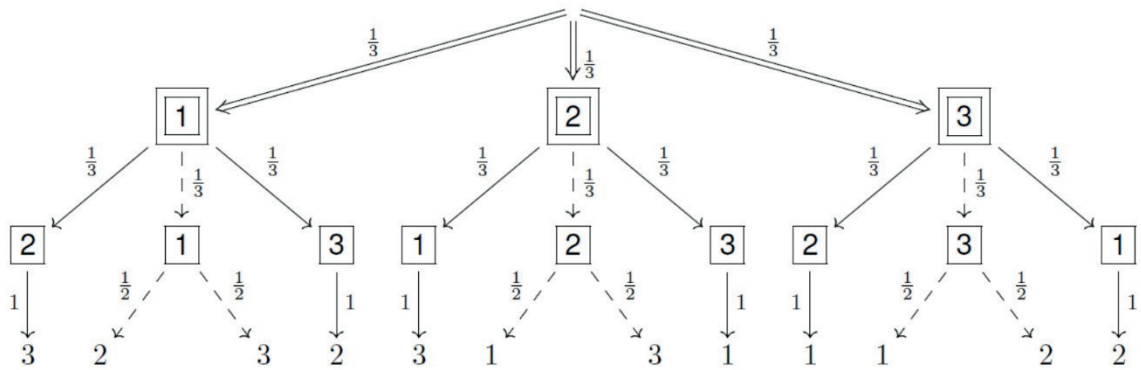 1/3 1/3 1/3
1 2 3
1/3 1/3 1/3 1/3 1/3 1/3 1/3 1/3 1/3
2 1 3 1 2 3 2 3 1
1 1/2 1/2 1 1 1/2 1/2 1 1 1/2 1/2 1
3 2 3 2 3 1 3 1 1 1 2 2